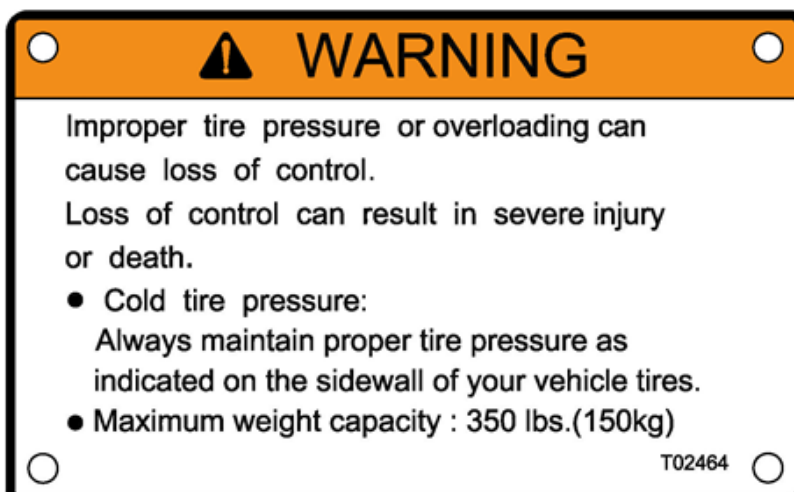 WARNING
Improper tire pressure or overloading can
cause loss of control.
Loss of control can result in severe injury
or death.
● Cold tire pressure:
Always maintain proper tire pressure as
indicated on the sidewall of your vehicle tires.
● Maximum weight capacity : 350 lbs.(150kg)
T02464